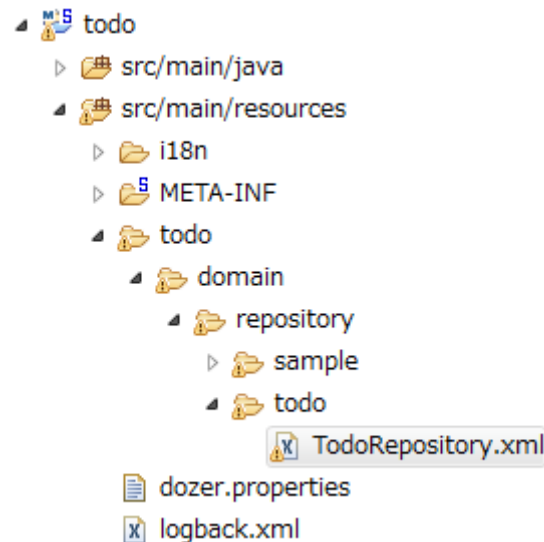 todo
src/main/java
src/main/resources
i18n
META-INF
todo
domain
repository
sample
todo
TodoRepository.xml
dozer.properties
logback.xml